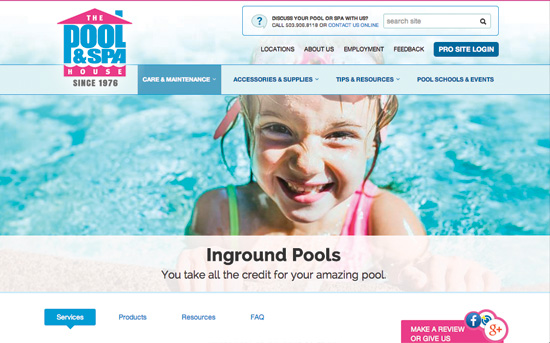 THE
POOL
& SPA
HOUSE
SINCE 1976
?
DISCUSS YOUR POOL OR SPA WITH US?
CALL 503.908.8118 OR CONTACT US ONLINE
search site
LOCATIONS ABOUT US EMPLOYMENT FEEDBACK PRO SITE LOGIN
CARE & MAINTENANCE ACCESSORIES & SUPPLIES TIPS & RESOURCES POOL SCHOOLS & EVENTS
Inground Pools
You take all the credit for your amazing pool.
Services Products Resources FAQ
MAKE A REVIEW
OR GIVE US
f
g+